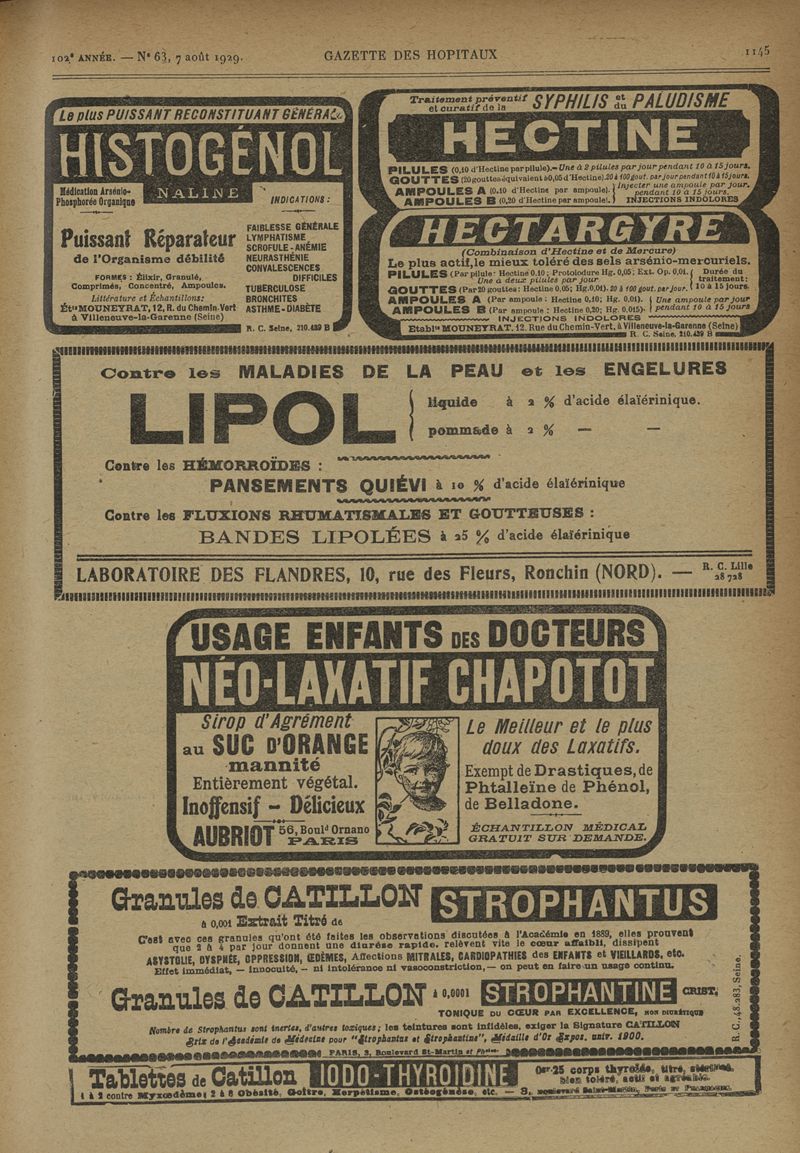 102e ANNÉE. — N° 63, 7 août 1929. GAZETTE DES HOPITAUX 1145
Le plus PUISSANT RECONSTITUANT GÉNÉRAL
HISTOGÉNOL
Médication Arsénio-
Phosphorée Organique
NALINE
INDICATIONS :
Puissant Réparateur
de l'Organisme débilité
FORMES : Élixir, Granulé,
Comprimés, Concentré, Ampoules.
Littérature et Échantillons:
Éts MOUNEYRAT, 12, R. du Chemin-Vert
à Villeneuve-la-Garenne (Seine)
FAIBLESSE GÉNÉRALE
LYMPHATISME
SCROFULE - ANÉMIE
NEURASTHÉNIE
CONVALESCENCES
DIFFICILES
TUBERCULOSE
BRONCHITES
ASTHME - DIABÈTE
R. C. Seine, 210.439 B
Traitement préventif et curatif de la SYPHILIS et du PALUDISME
HECTINE
PILULES (0,10 d'Hectine par pilule).- Une à 2 pilules par jour pendant 10 à 15 jours.
GOUTTES (20 gouttes équivalent à 0,05 d'Hectine). 20 à 100 gout. par jour pendant 10 à 15 jours.
AMPOULES A (0,10 d'Hectine par ampoule). Injecter une ampoule par jour.
pendant 10 à 15 jours.
AMPOULES B (0,20 d'Hectine par ampoule). INJECTIONS INDOLORES
HECTARGYRE
(Combinaison d'Hectine et de Mercure)
Le plus actif, le mieux toléré des sels arsénio-mercuriels.
PILULES (Par pilule: Hectine 0,10; Protoiodure Hg. 0,05; Ext. Op. 0,01. Durée du
Une à deux pilules par jour traitement:
GOUTTES (Par 20 gouttes: Hectine 0,05; Hg. 0,01). 20 à 100 gout. par jour. 10 à 15 jours.
AMPOULES A (Par ampoule : Hectine 0,10; Hg. 0,01). Une ampoule par jour
AMPOULES B (Par ampoule : Hectine 0,20; Hg. 0,015). pendant 10 à 15 jours
INJECTIONS INDOLORES
Etablts MOUNEYRAT, 12, Rue du Chemin-Vert, à Villeneuve-la-Garenne (Seine)
R. C. Seine, 210.439 B
Contre les MALADIES DE LA PEAU et les ENGELURES
LIPOL
liquide à 2 % d'acide élaïérinique.
pommade à 2 % — —
Contre les HÉMORROÏDES :
PANSEMENTS QUIÉVI à 10 % d'acide élaïérinique
Contre les FLUXIONS RHUMATISMALES ET GOUTTEUSES :
BANDES LIPOLÉES à 25 % d'acide élaïérinique
LABORATOIRE DES FLANDRES, 10, rue des Fleurs, Ronchin (NORD). — R. C. Lille
28 728
USAGE ENFANTS DES DOCTEURS
NÉO-LAXATIF CHAPOTOT
Sirop d'Agrément
au SUC D'ORANGE
mannité
Entièrement végétal.
Inoffensif - Délicieux
AUBRIOT 56, Bould Ornano
PARIS
Le Meilleur et le plus
doux des Laxatifs.
Exempt de Drastiques, de
Phtalleïne de Phénol,
de Belladone.
ÉCHANTILLON MÉDICAL
GRATUIT SUR DEMANDE.
Granules de CATILLON STROPHANTUS
à 0,001 Extrait Titré de
C'est avec ces granules qu'ont été faites les observations discutées à l'Académie en 1889, elles prouvent
que 2 à 4 par jour donnent une diurèse rapide, relèvent vite le cœur affaibli, dissipent
ASYSTOLIE, DYSPNÉE, OPPRESSION, ŒDÈMES, Affections MITRALES, CARDIOPATHIES des ENFANTS et VIEILLARDS, etc.
Effet immédiat, — innocuité, — ni intolérance ni vasoconstriction, — on peut en faire un usage continu.
Granules de CATILLON à 0,0001 STROPHANTINE CRIST.
TONIQUE DU CŒUR PAR EXCELLENCE, NON DIURÉTIQUE
Nombre de Strophantus sont inertes, d'autres toxiques; les teintures sont infidèles, exiger la Signature CATILLON
Prix de l'Académie de Médecine pour "Strophantus et Strophantine", Médaille d'Or Expos. univ. 1900.
PARIS, 3, Boulevard St-Martin et Phcies.
R. C., 48.283, Seine.
Tablettes de Catillon IODO-THYROIDINE 0gr.25 corps thyroïde, titré, stérilisé,
bien toléré, actif et agréable.
1 à 2 contre Myxœdème; 2 à 8 Obésité, Goître, Herpétisme, Ostéogénèse, etc. — 3, Boulevard Saint-Martin, Paris et Pharmacies.